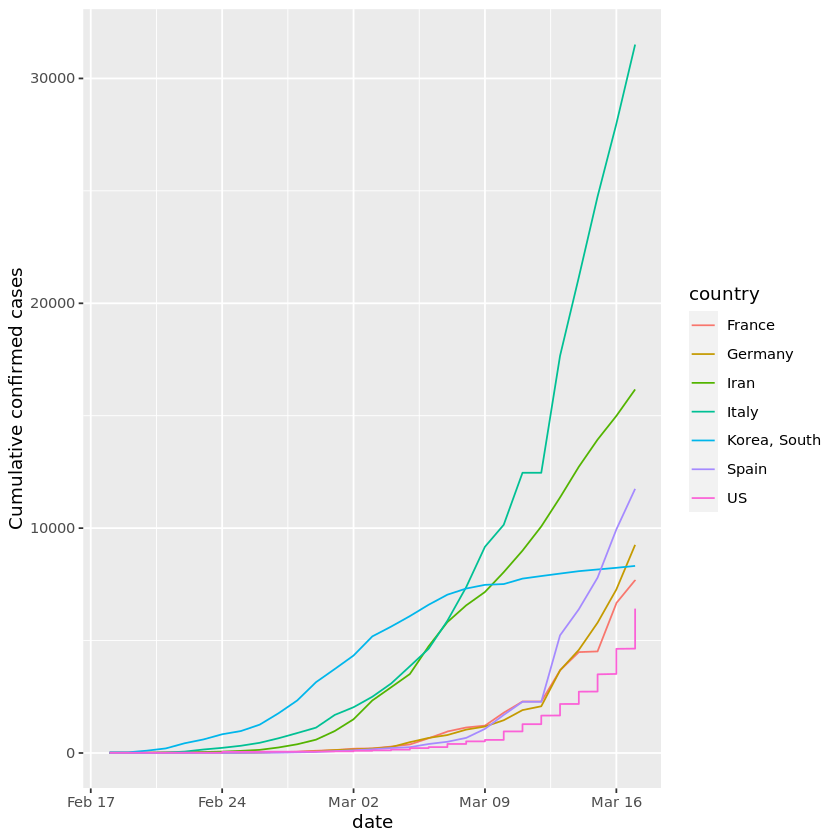 Cumulative confirmed cases
30000
20000
10000
0
Feb 17
Feb 24
Mar 02
Mar 09
Mar 16
date
country
France
Germany
Iran
Italy
Korea, South
Spain
US